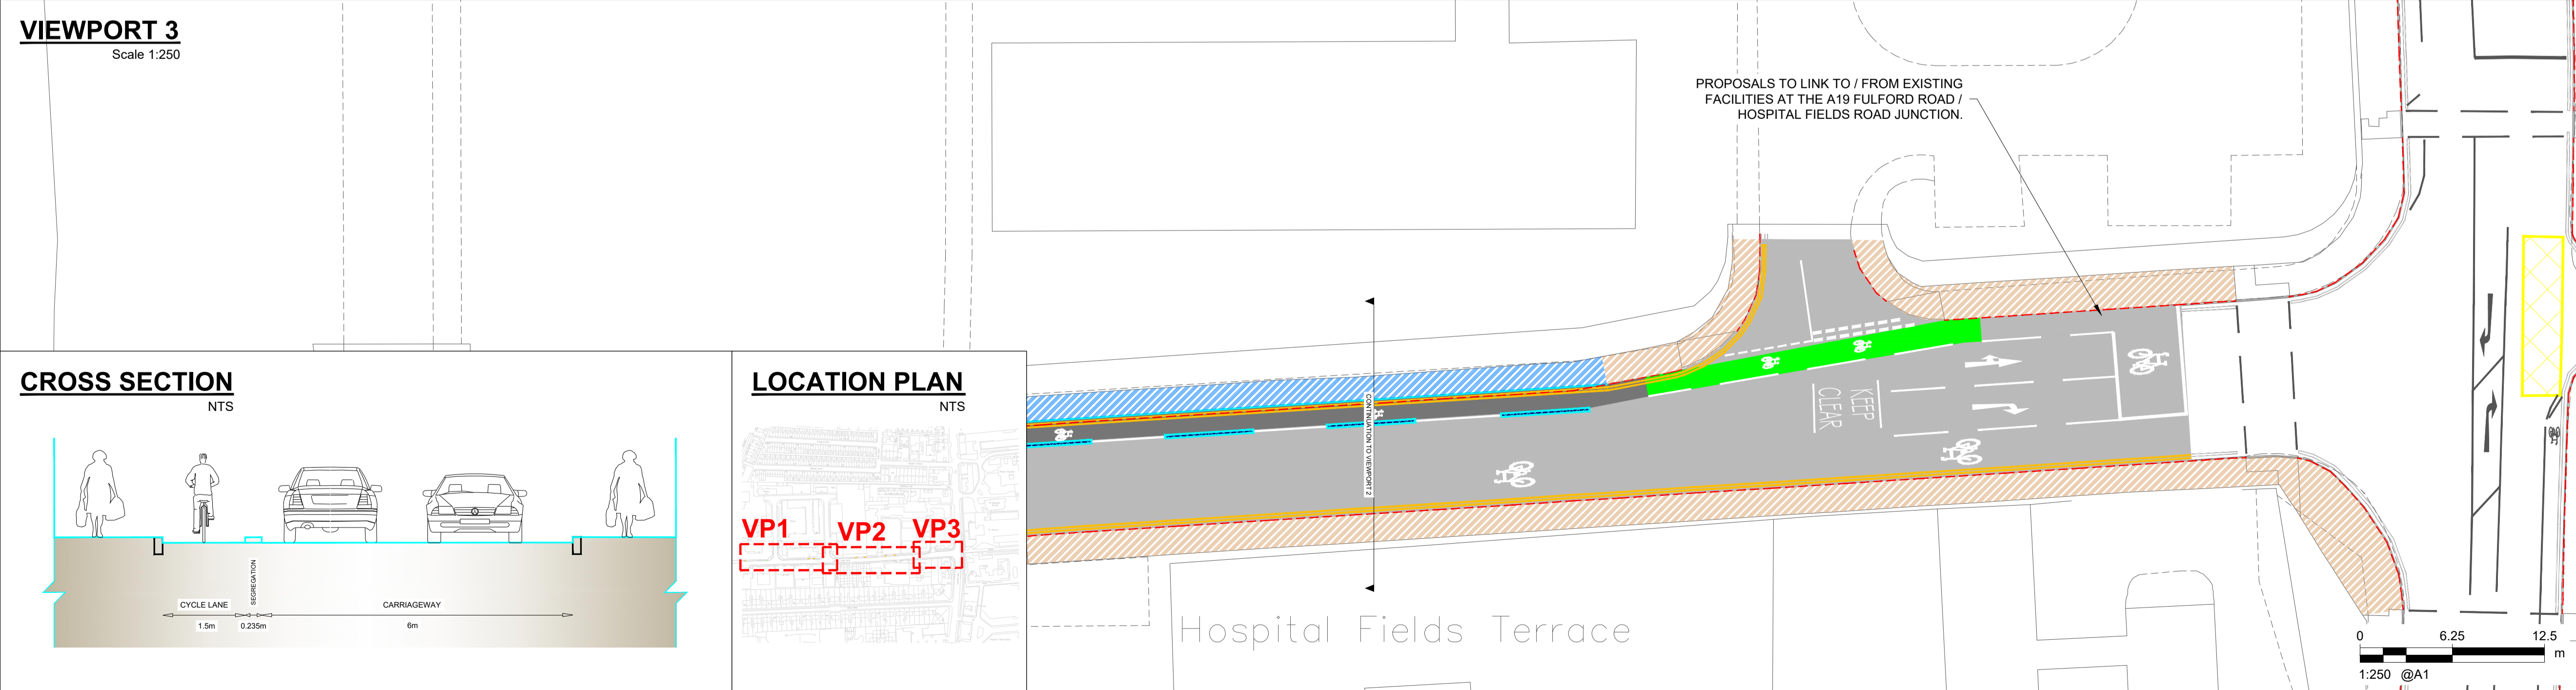 VIEWPORT 3
Scale 1:250
PROPOSALS TO LINK TO / FROM EXISTING
FACILITIES AT THE A19 FULFORD ROAD /
HOSPITAL FIELDS ROAD JUNCTION.
CROSS SECTION
NTS
CYCLE LANE
SEGREGATION
CARRIAGEWAY
1.5m
0.235m
6m
LOCATION PLAN
NTS
VP1
VP2
VP3
CONTINUATION TO VIEWPORT 2
KEEP
CLEAR
Hospital Fields Terrace
0
6.25
12.5
m
1:250 @A1